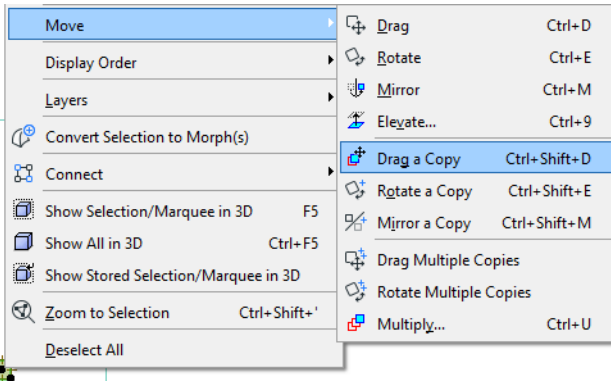 Move
Display Order
Layers
Convert Selection to Morph(s)
Connect
Show Selection/Marquee in 3D F5
Show All in 3D Ctrl+F5
Show Stored Selection/Marquee in 3D
Zoom to Selection Ctrl+Shift+'
Deselect All
Drag Ctrl+D
Rotate Ctrl+E
Mirror Ctrl+M
Elevate... Ctrl+9
Drag a Copy Ctrl+Shift+D
Rotate a Copy Ctrl+Shift+E
Mirror a Copy Ctrl+Shift+M
Drag Multiple Copies
Rotate Multiple Copies
Multiply... Ctrl+U